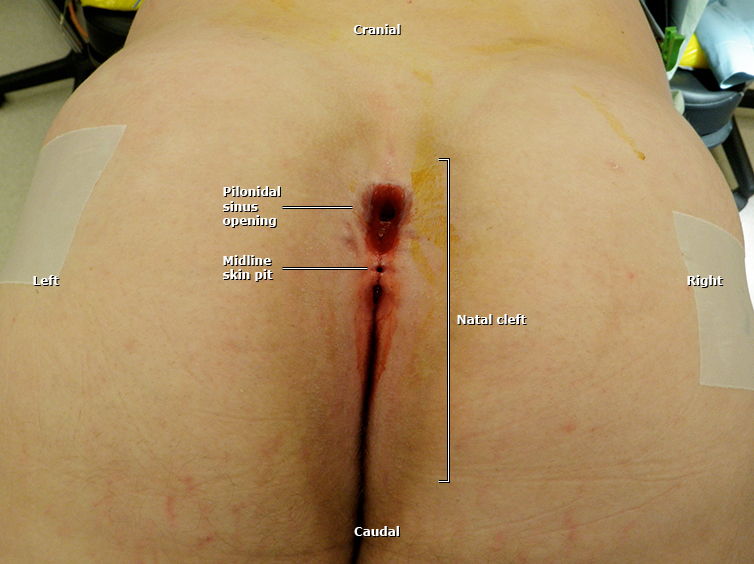 Cranial
Pilonidal
sinus
opening
Midline
skin pit
Left
Right
Natal cleft
Caudal